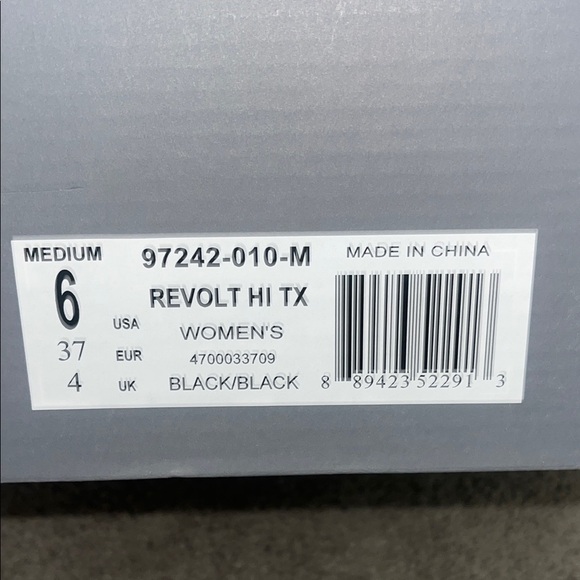 MEDIUM 97242-010-M MADE IN CHINA
6 USA REVOLT HI TX
WOMEN'S
37 EUR 4700033709
4 UK BLACK/BLACK 8 89423 52291 3